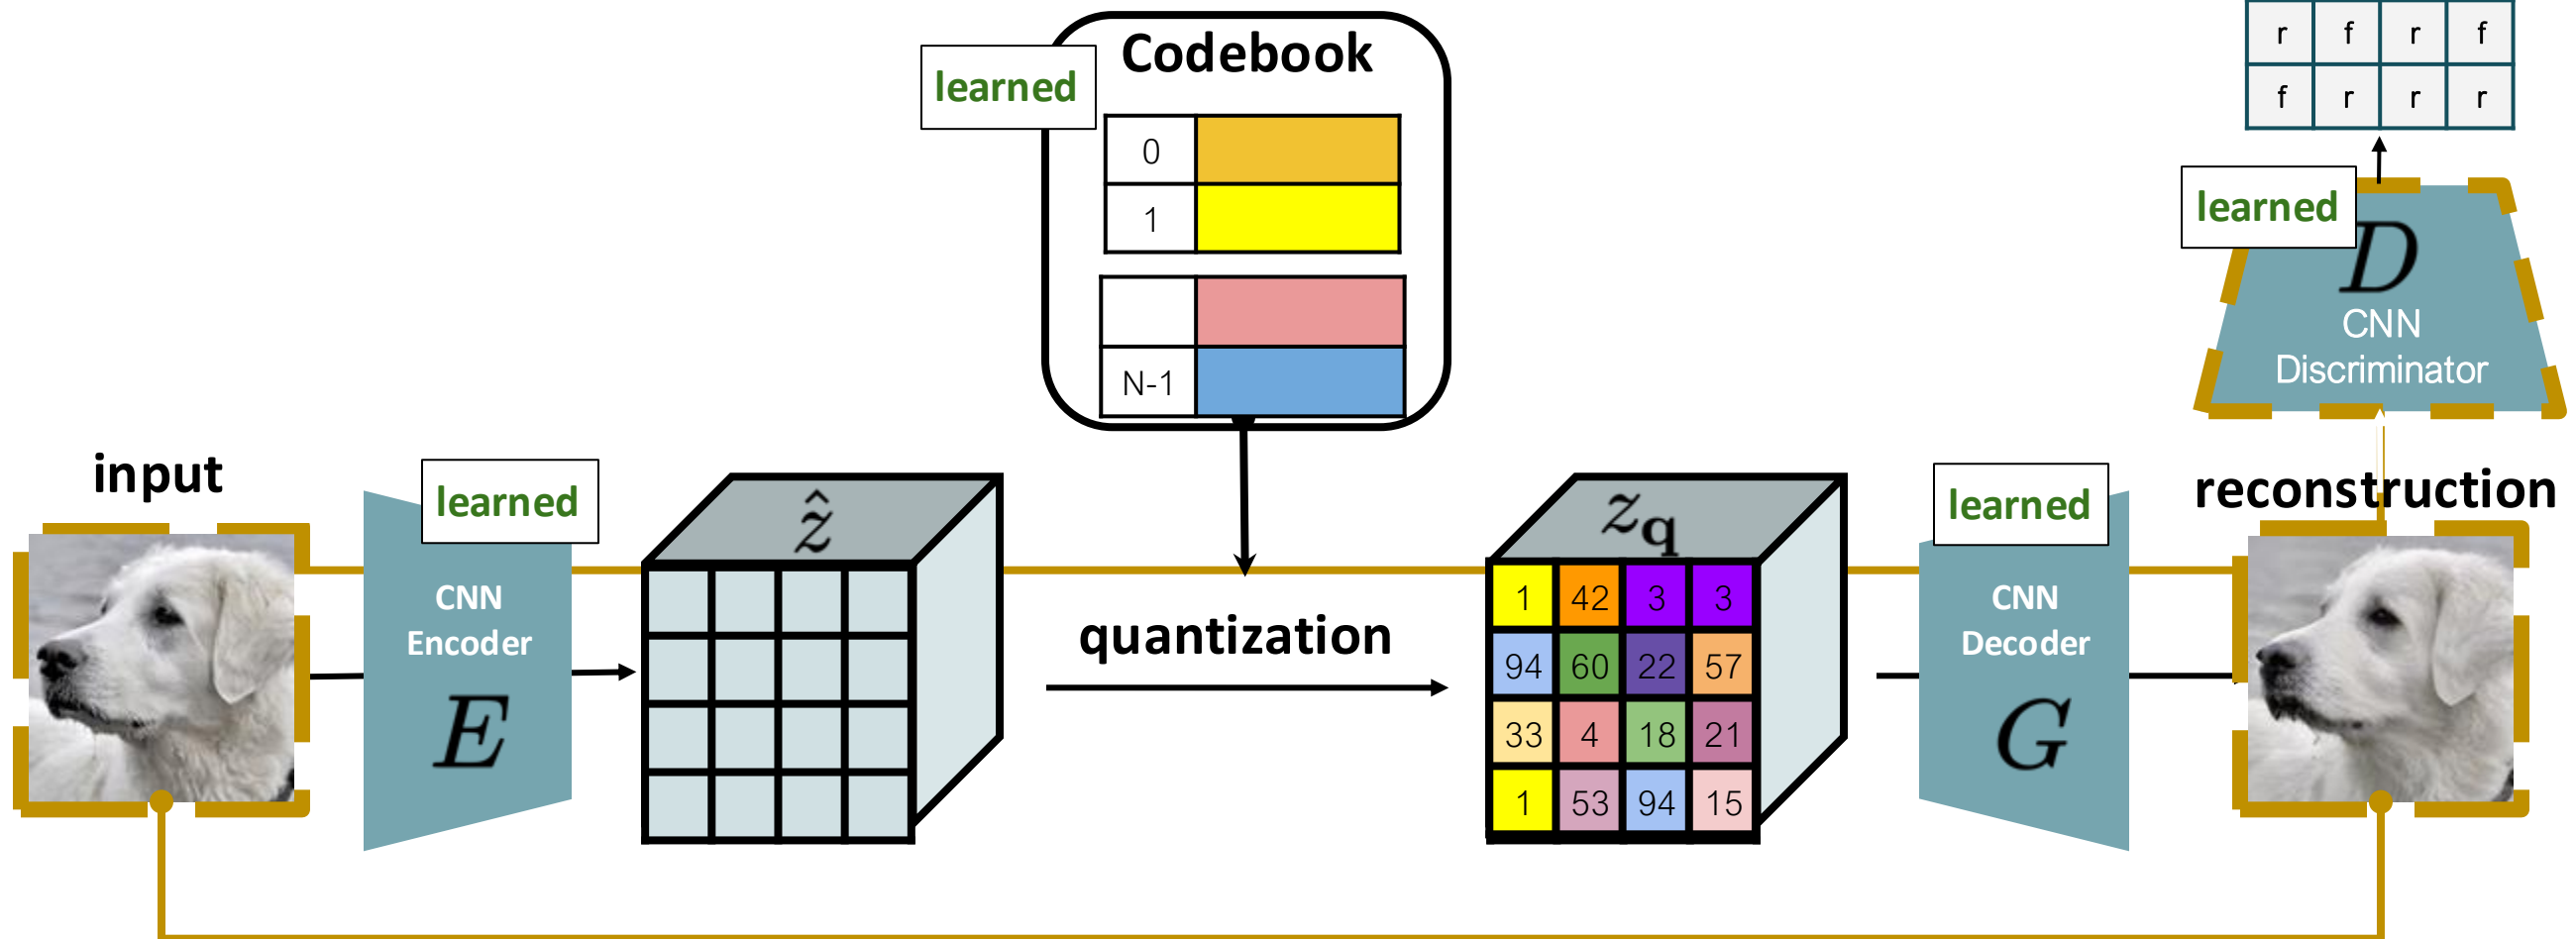 Codebook
learned
0
1
N-1
r f r f
f r r r
learned
D
CNN
Discriminator
input
learned
CNN
Encoder
E
ẑ
quantization
z_q
1 42 3 3
94 60 22 57
33 4 18 21
1 53 94 15
learned
CNN
Decoder
G
reconstruction